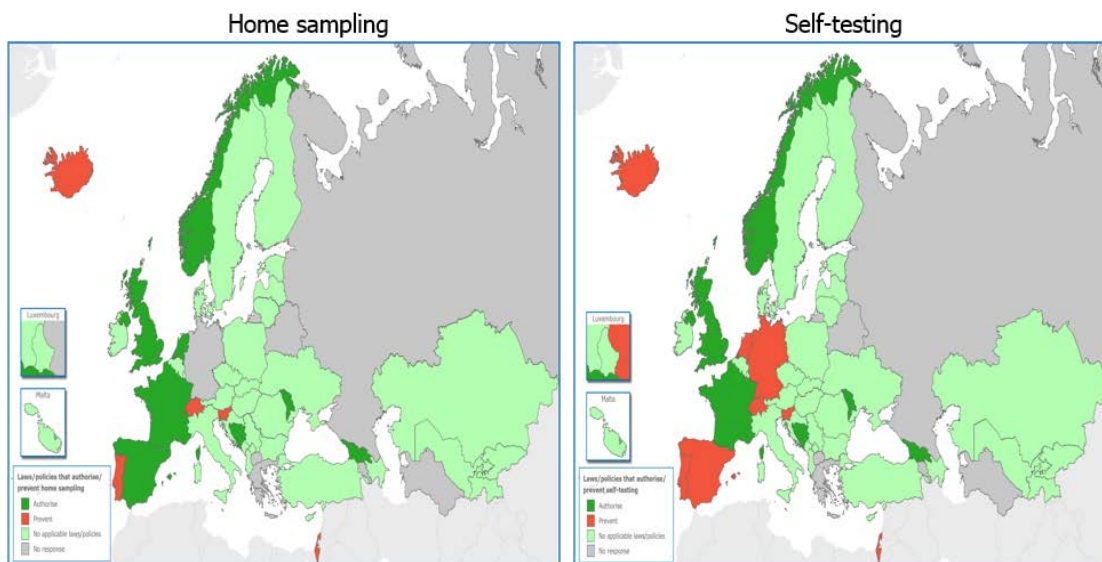 Home sampling
Self-testing
Luxembourg
Malta
Laws/policies that authorise/
prevent home sampling
Authorise
Prevent
No applicable laws/policies
No response
Luxembourg
Malta
Laws/policies that authorise/
prevent self-testing
Authorise
Prevent
No applicable laws/policies
No response